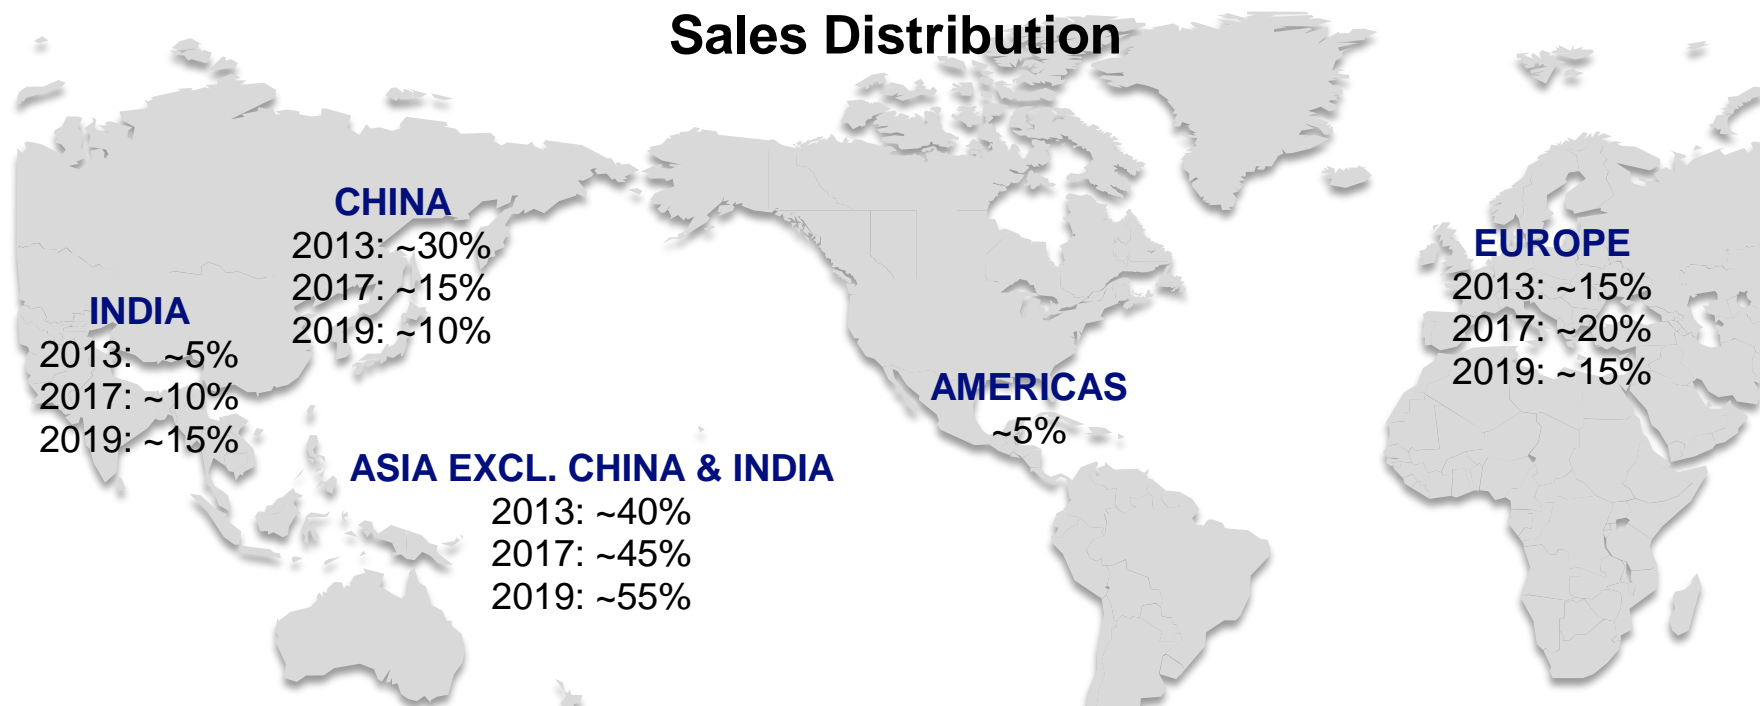 Sales Distribution
CHINA
2013: ~30%
2017: ~15%
2019: ~10%
INDIA
2013: ~5%
2017: ~10%
2019: ~15%
ASIA EXCL. CHINA & INDIA
2013: ~40%
2017: ~45%
2019: ~55%
AMERICAS
~5%
EUROPE
2013: ~15%
2017: ~20%
2019: ~15%